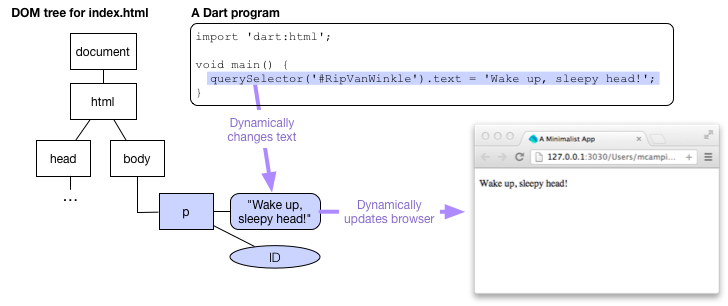 DOM tree for index.html
A Dart program
document
html
head
body
...
p
"Wake up,
sleepy head!"
ID
import 'dart:html';
void main() {
querySelector('#RipVanWinkle').text = 'Wake up, sleepy head!';
}
Dynamically
changes text
Dynamically
updates browser
A Minimalist App
127.0.0.1:3030/Users/mcampi...
Wake up, sleepy head!